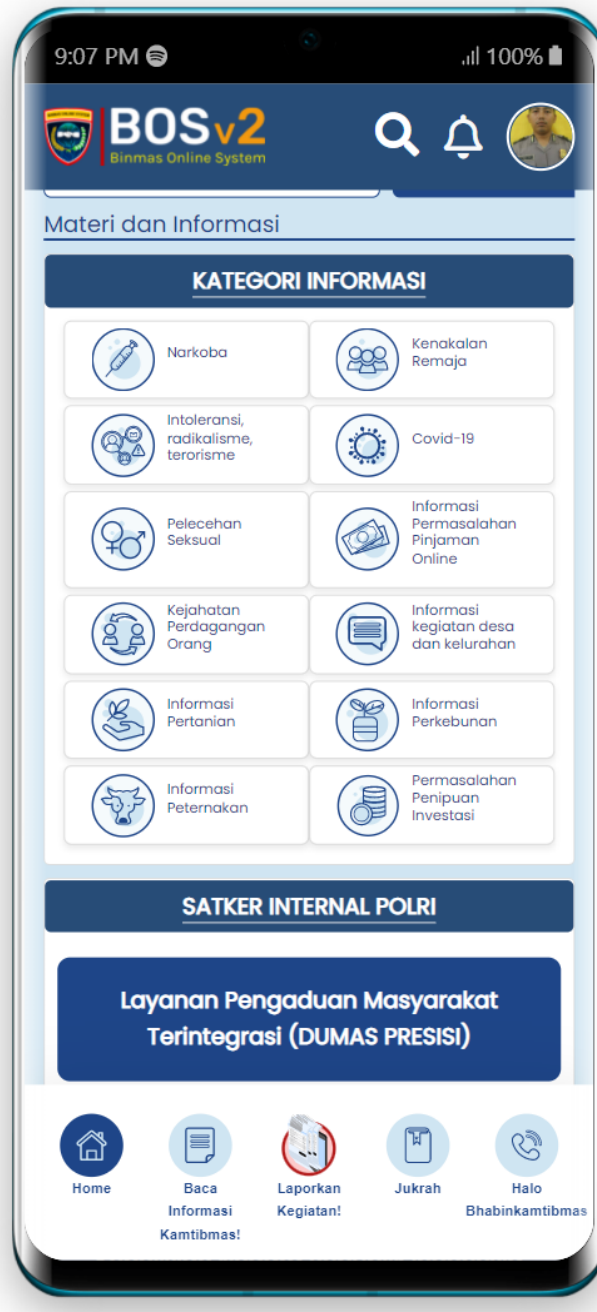 9:07 PM
100%
BOSv2
Binmas Online System
Materi dan Informasi
KATEGORI INFORMASI
Narkoba
Kenakalan
Remaja
Intoleransi,
radikalisme,
terorisme
Covid-19
Pelecehan
Seksual
Informasi
Permasalahan
Pinjaman
Online
Kejahatan
Perdagangan
Orang
Informasi
kegiatan desa
dan kelurahan
Informasi
Pertanian
Informasi
Perkebunan
Informasi
Peternakan
Permasalahan
Penipuan
Investasi
SATKER INTERNAL POLRI
Layanan Pengaduan Masyarakat
Terintegrasi (DUMAS PRESISI)
Home
Baca
Informasi
Kamtibmas!
Laporkan
Kegiatan!
Jukrah
Halo
Bhabinkamtibmas